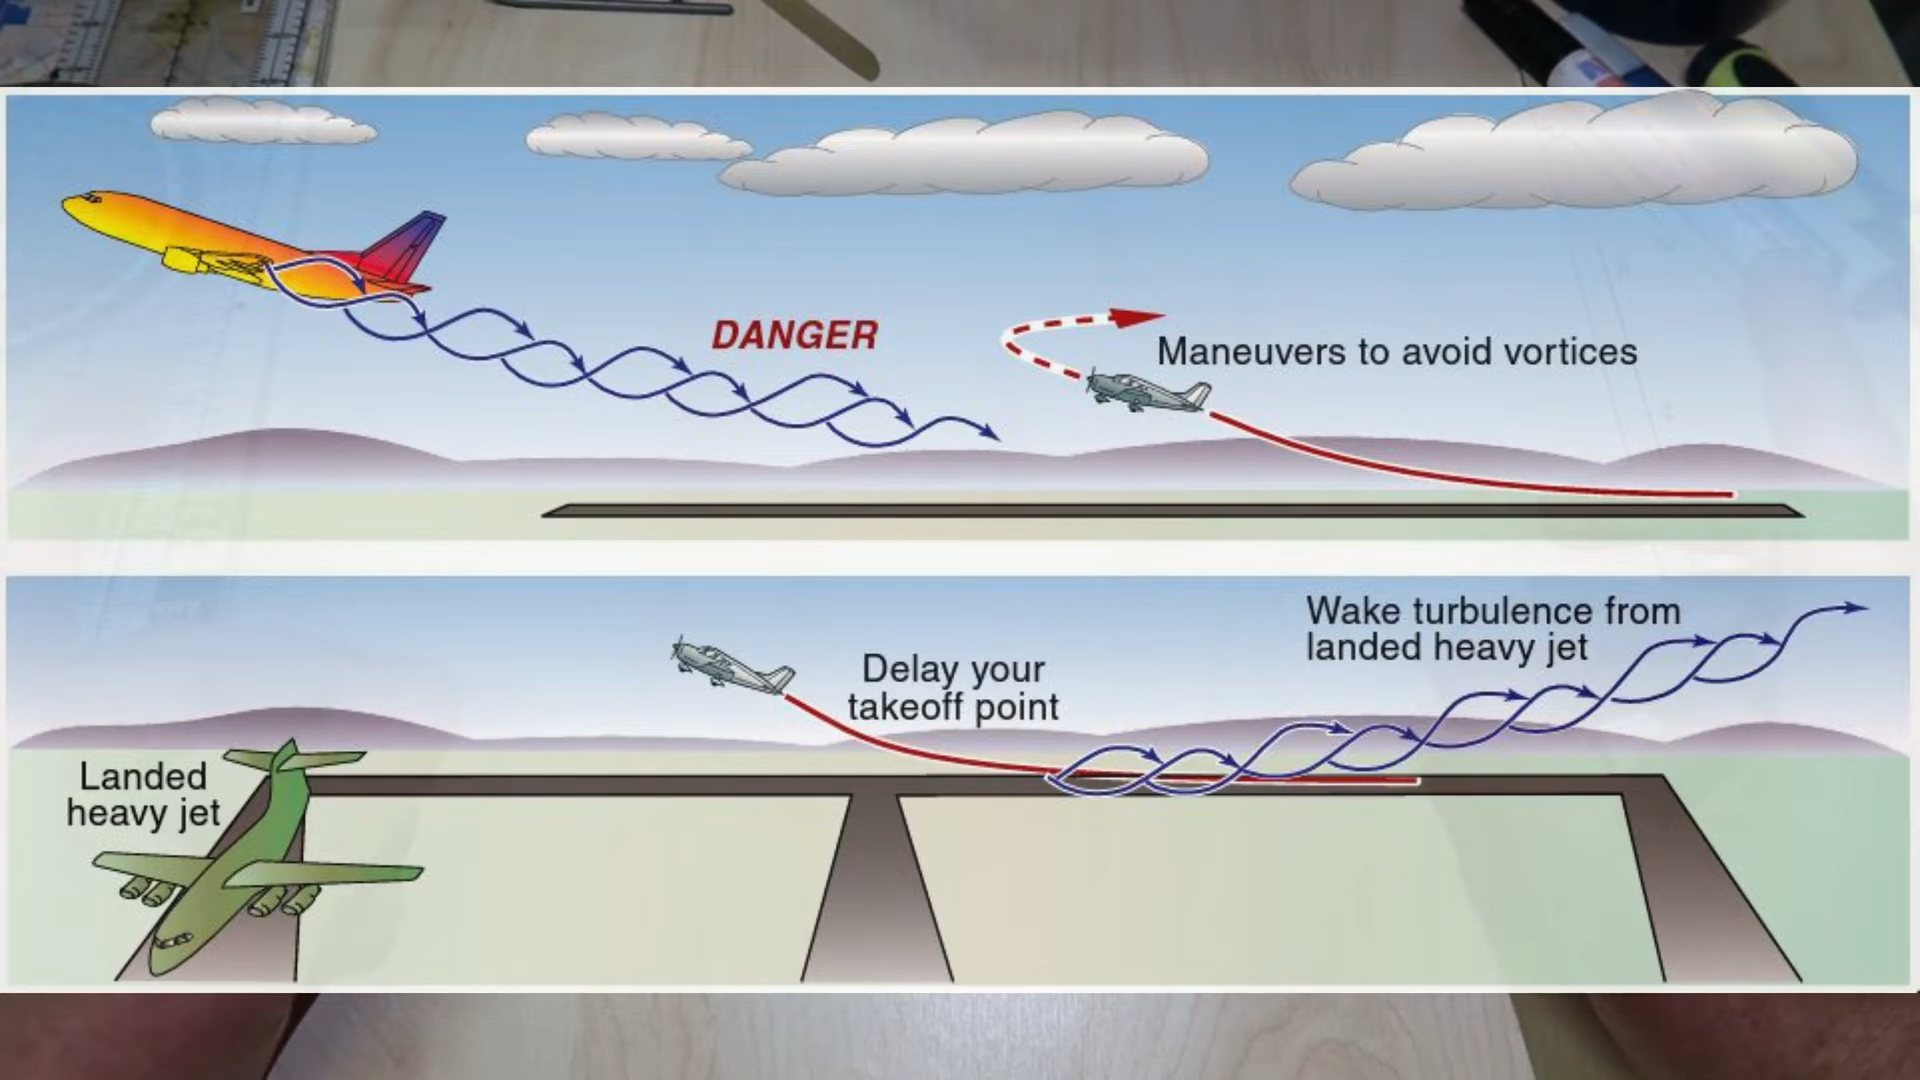 DANGER
Maneuvers to avoid vortices
Wake turbulence from
landed heavy jet
Delay your
takeoff point
Landed
heavy jet